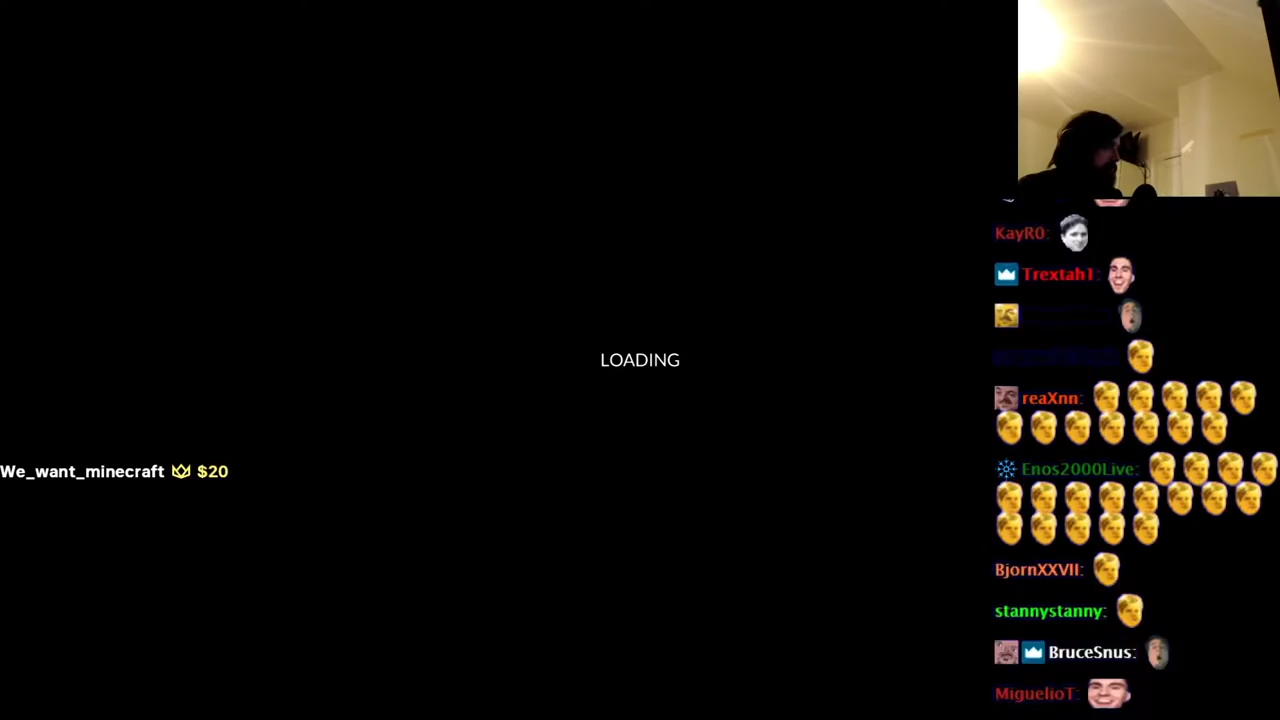 LOADING
We_want_minecraft $20
KayR0:
Trextah1:
reaXnn:
Enos2000Live:
BjornXXVII:
stannystanny:
BruceSnus:
MiguelioT: